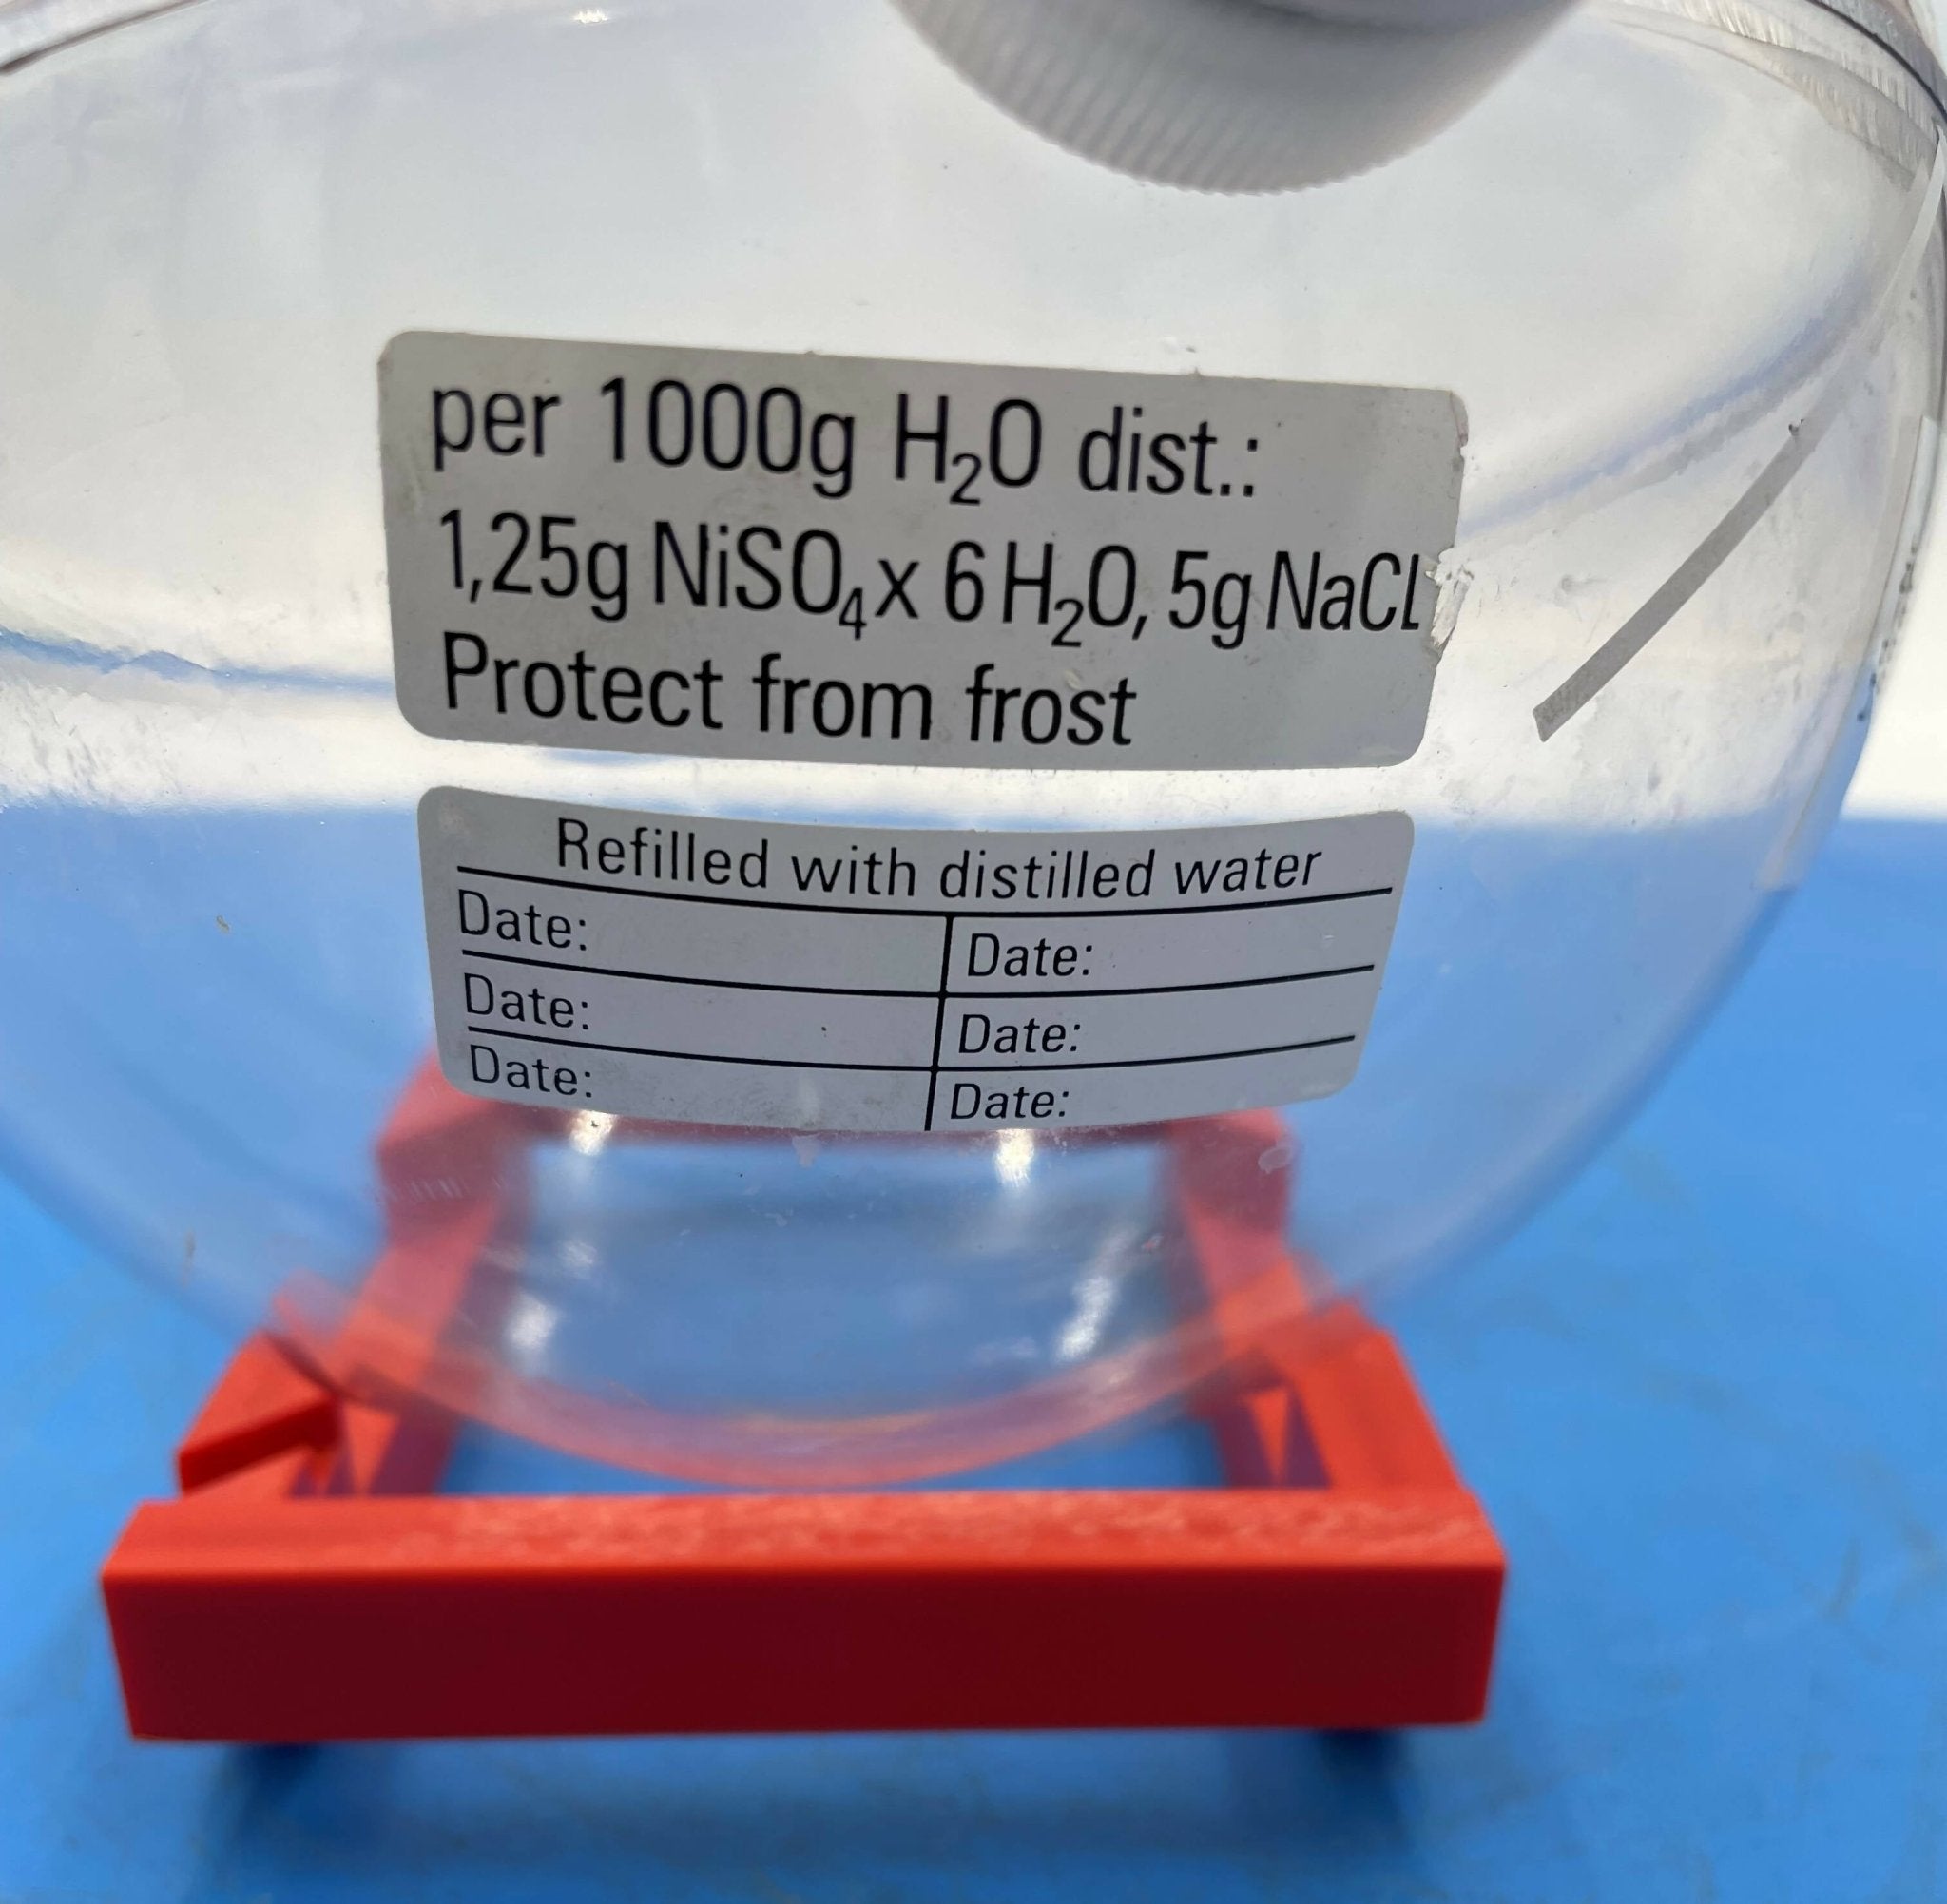 per 1000g H₂O dist.:
1,25g NiSO₄x 6 H₂O, 5g NaCl
Protect from frost
Refilled with distilled water
Date: Date:
Date: Date:
Date: Date: